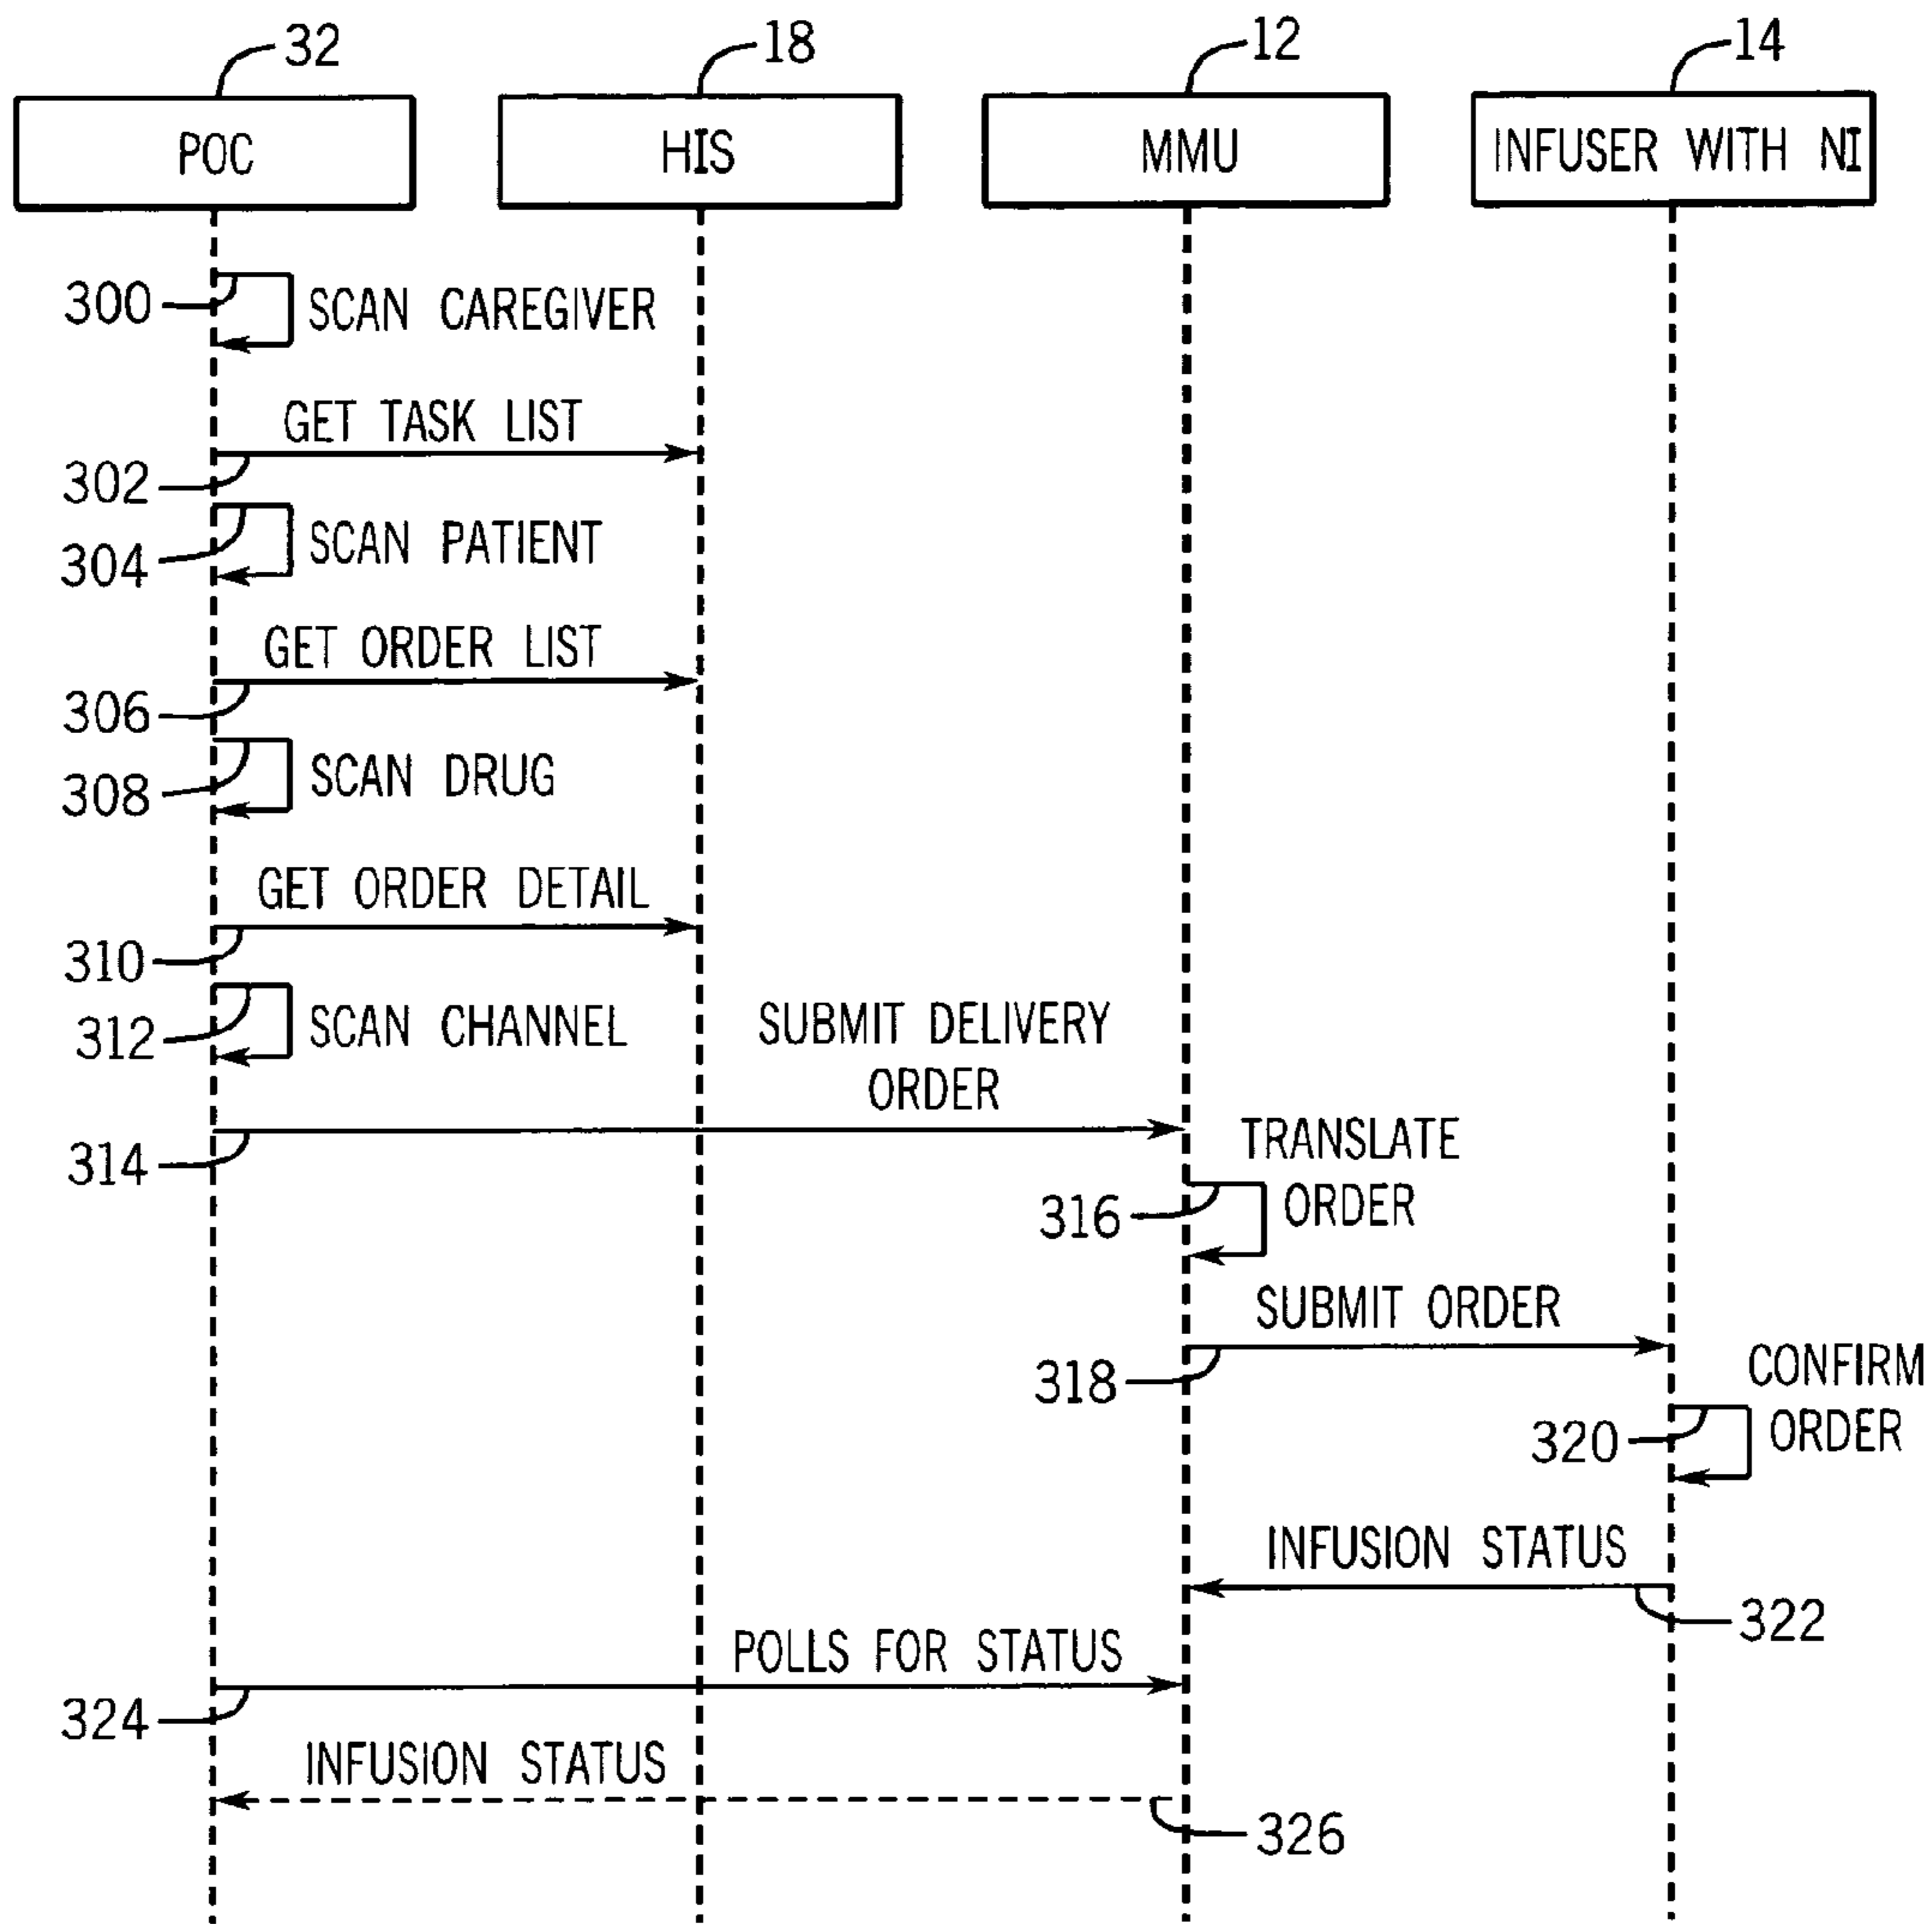 32
18
12
14
POC
HIS
MMU
INFUSER WITH NI
300
SCAN CAREGIVER
GET TASK LIST
302
SCAN PATIENT
304
GET ORDER LIST
306
SCAN DRUG
308
GET ORDER DETAIL
310
SCAN CHANNEL
312
SUBMIT DELIVERY
ORDER
314
TRANSLATE
ORDER
316
SUBMIT ORDER
318
CONFIRM
ORDER
320
INFUSION STATUS
322
POLLS FOR STATUS
324
INFUSION STATUS
326